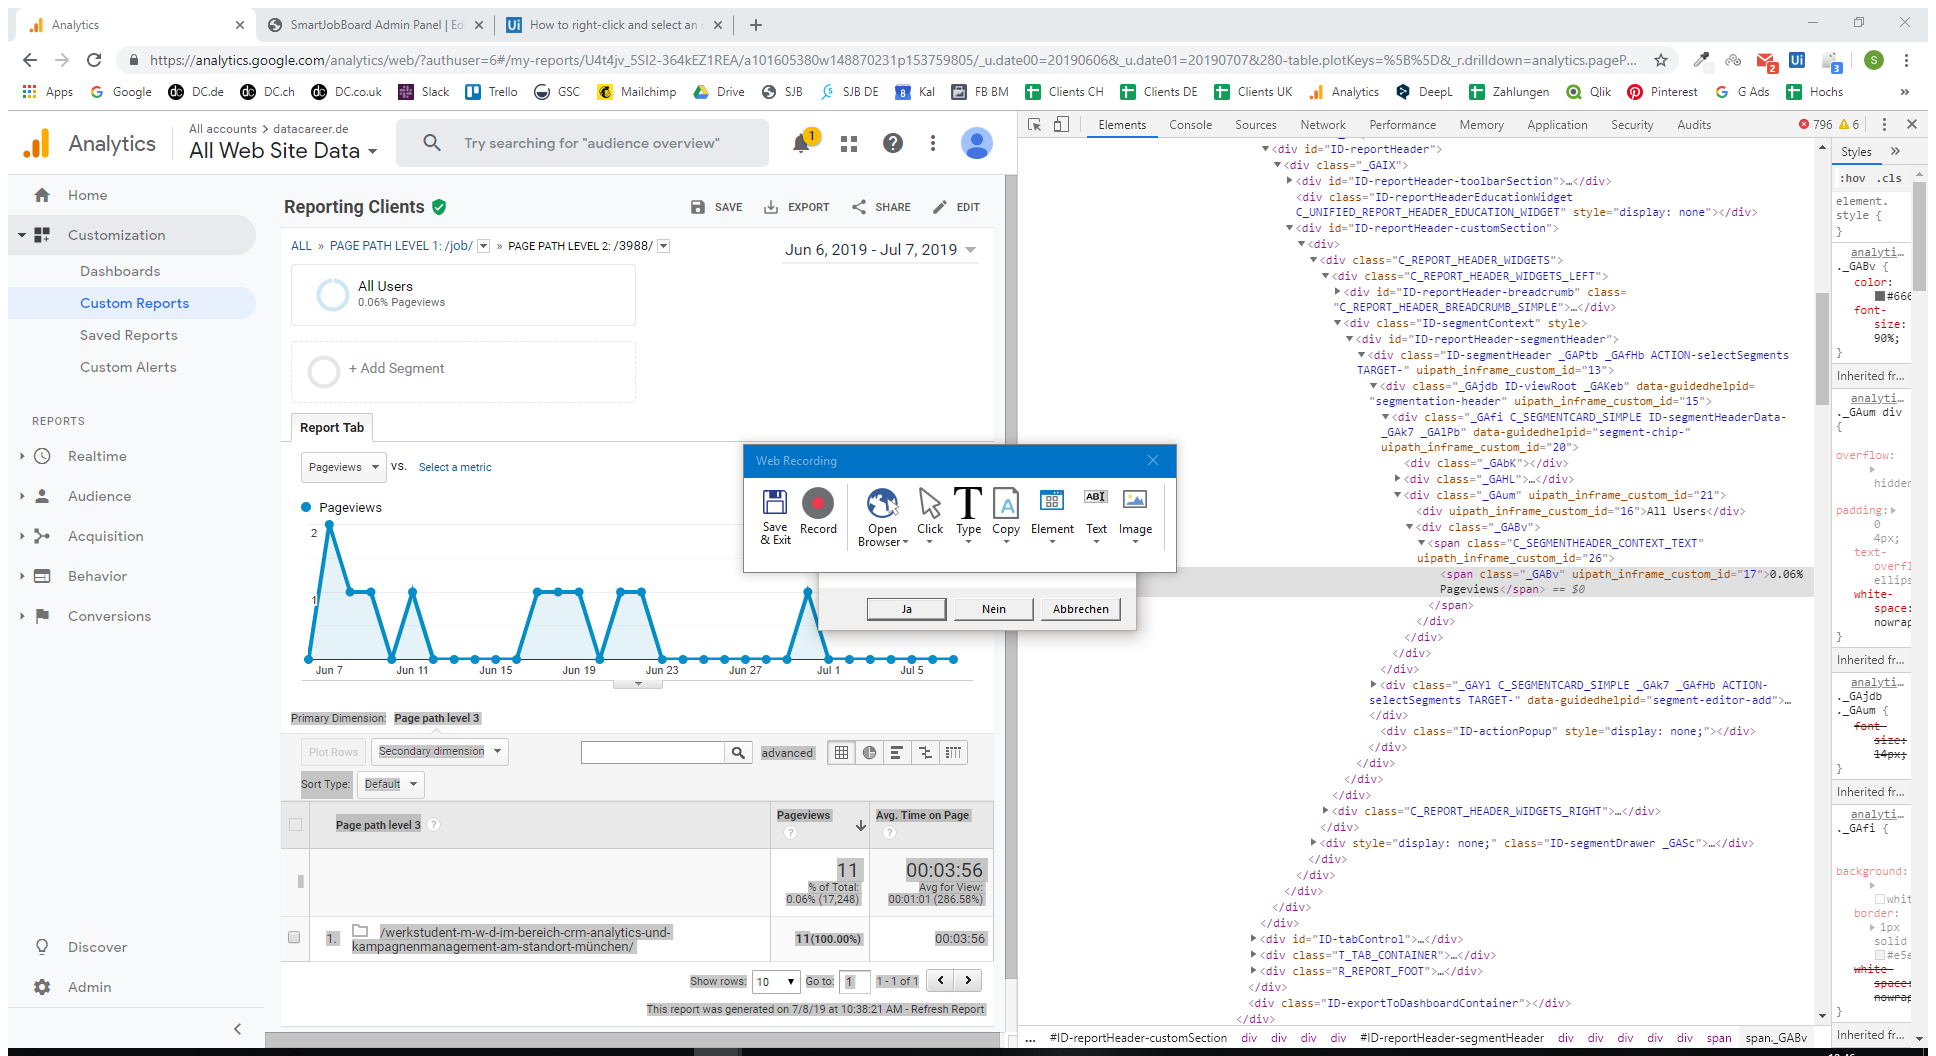 Analytics
SmartJobBoard Admin Panel | Ed
How to right-click and select an
https://analytics.google.com/analytics/web/?authuser=6#/my-reports/U4t4jv_5SI2-364kEZ1REA/a101605380w148870231p153759805/_u.date00=20190606&_u.date01=20190707&280-table.plotKeys=%5B%5D&_r.drilldown=analytics.pageP...
2
3
S
Apps
Google
DC.de
DC.ch
DC.co.uk
Slack
Trello
GSC
Mailchimp
Drive
SJB
SJB DE
Kal
FB BM
Clients CH
Clients DE
Clients UK
Analytics
DeepL
Zahlungen
Qlik
Pinterest
G Ads
Hochs
»
Analytics
All accounts > datacareer.de
All Web Site Data
Try searching for "audience overview"
1
Home
Customization
Dashboards
Custom Reports
Saved Reports
Custom Alerts
REPORTS
Realtime
Audience
Acquisition
Behavior
Conversions
Discover
Admin
Reporting Clients
SAVE
EXPORT
SHARE
EDIT
ALL » PAGE PATH LEVEL 1: /job/ » PAGE PATH LEVEL 2: /3988/
Jun 6, 2019 - Jul 7, 2019
All Users
0.06% Pageviews
+ Add Segment
Report Tab
Pageviews
vs.
Select a metric
Pageviews
2
1
Jun 7
Jun 11
Jun 15
Jun 19
Jun 23
Jun 27
Jul 1
Jul 5
Primary Dimension: Page path level 3
Plot Rows
Secondary dimension
advanced
Sort Type:
Default
Page path level 3
Pageviews
Avg. Time on Page
11
% of Total:
0.06% (17,248)
00:03:56
Avg for View:
00:01:01 (286.58%)
1.
/werkstudent-m-w-d-im-bereich-crm-analytics-und-
kampagnenmanagement-am-standort-münchen/
11(100.00%)
00:03:56
Show rows:
10
Go to:
1
1 - 1 of 1
This report was generated on 7/8/19 at 10:38:21 AM - Refresh Report
Web Recording
Save
& Exit
Record
Open
Browser
Click
Type
Copy
Element
Text
Image
Ja
Nein
Abbrechen
Elements
Console
Sources
Network
Performance
Memory
Application
Security
Audits
796
6
<div id="ID-reportHeader">
<div class="_GAIX">
<div id="ID-reportHeader-toolbarSection">…</div>
<div class="ID-reportHeaderEducationWidget
C_UNIFIED_REPORT_HEADER_EDUCATION_WIDGET" style="display: none"></div>
<div id="ID-reportHeader-customSection">
<div>
<div class="C_REPORT_HEADER_WIDGETS">
<div class="C_REPORT_HEADER_WIDGETS_LEFT">
<div id="ID-reportHeader-breadcrumb" class=
"C_REPORT_HEADER_BREADCRUMB_SIMPLE">…</div>
<div class="ID-segmentContext" style>
<div id="ID-reportHeader-segmentHeader">
<div class="ID-segmentHeader _GAPtb _GAfHb ACTION-selectSegments
TARGET-" uipath_inframe_custom_id="13">
<div class="_GAjdb ID-viewRoot _GAKeb" data-guidedhelpid=
"segmentation-header" uipath_inframe_custom_id="15">
<div class="_GAfi C_SEGMENTCARD_SIMPLE ID-segmentHeaderData-
_GAk7 _GAlPb" data-guidedhelpid="segment-chip-"
uipath_inframe_custom_id="20">
<div class="_GAbK"></div>
<div class="_GAHL">…</div>
<div class="_GAum" uipath_inframe_custom_id="21">
<div uipath_inframe_custom_id="16">All Users</div>
<div class="_GABv">
<span class="C_SEGMENTHEADER_CONTEXT_TEXT"
uipath_inframe_custom_id="26">
<span class="_GABv" uipath_inframe_custom_id="17">0.06%
Pageviews</span> == $0
</span>
</div>
</div>
</div>
</div>
<div class="_GAYl C_SEGMENTCARD_SIMPLE _GAk7 _GAfHb ACTION-
selectSegments TARGET-" data-guidedhelpid="segment-editor-add">…
</div>
<div class="ID-actionPopup" style="display: none;"></div>
</div>
</div>
</div>
</div>
<div class="C_REPORT_HEADER_WIDGETS_RIGHT">…</div>
</div>
<div style="display: none;" class="ID-segmentDrawer _GASc">…</div>
</div>
</div>
</div>
</div>
</div>
<div id="ID-tabControl">…</div>
<div class="T_TAB_CONTAINER">…</div>
<div class="R_REPORT_FOOT">…</div>
</div>
<div class="ID-exportToDashboardContainer"></div>
</div>
...
#ID-reportHeader-customSection
div
div
div
div
#ID-reportHeader-segmentHeader
div
div
div
div
div
span
span._GABv
Styles
»
:hov .cls
element.
style {
}
analyti…
._GABv {
color:
#666
font-
size:
90%;
}
Inherited fr…
analyti…
._GAum div
{
overflow:
hidden
padding:
0
4px;
text-
overfl
ellips
white-
space:
nowrap
}
Inherited fr…
analyti…
._GAjdb
._GAum {
font-
size:
14px;
}
Inherited fr…
analyti…
._GAfi {
background:
whit
border:
1px
solid
#e5e
white-
space:
nowrap
}
Inherited fr…